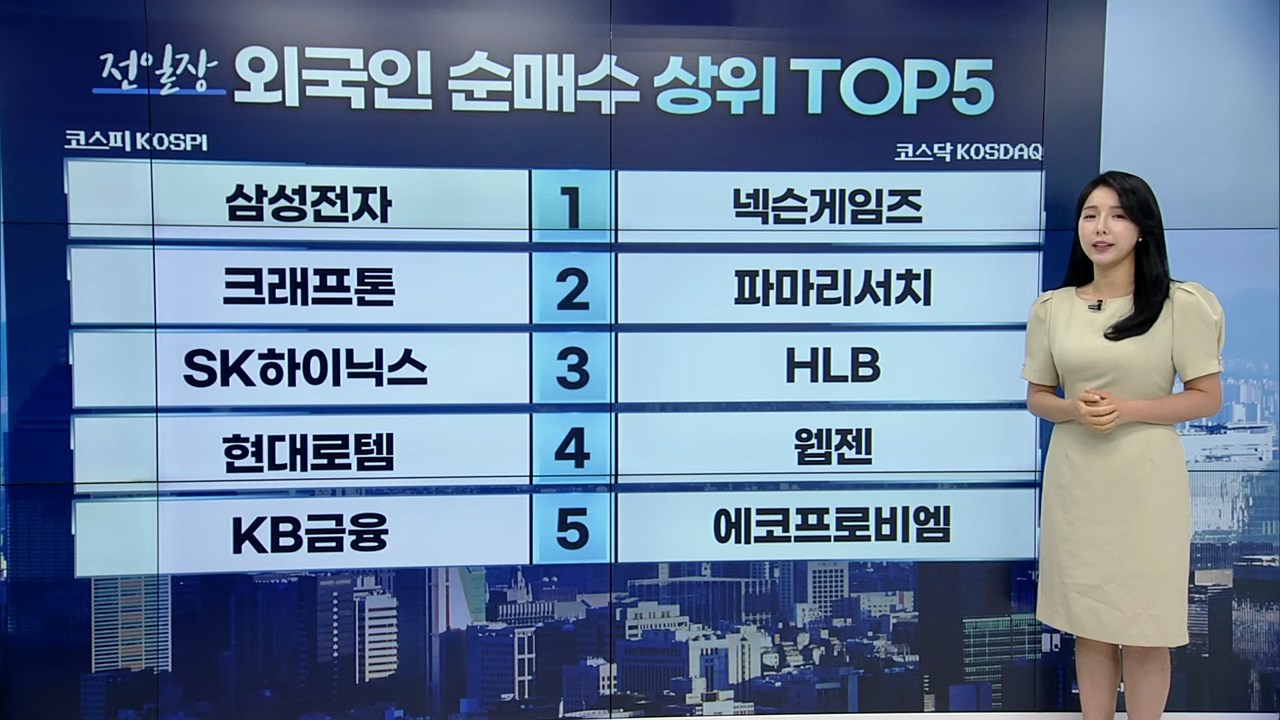 전일장 외국인 순매수 상위 TOP5
코스피 KOSPI
코스닥 KOSDAQ
삼성전자 1 넥슨게임즈
크래프톤 2 파마리서치
SK하이닉스 3 HLB
현대로템 4 웹젠
KB금융 5 에코프로비엠